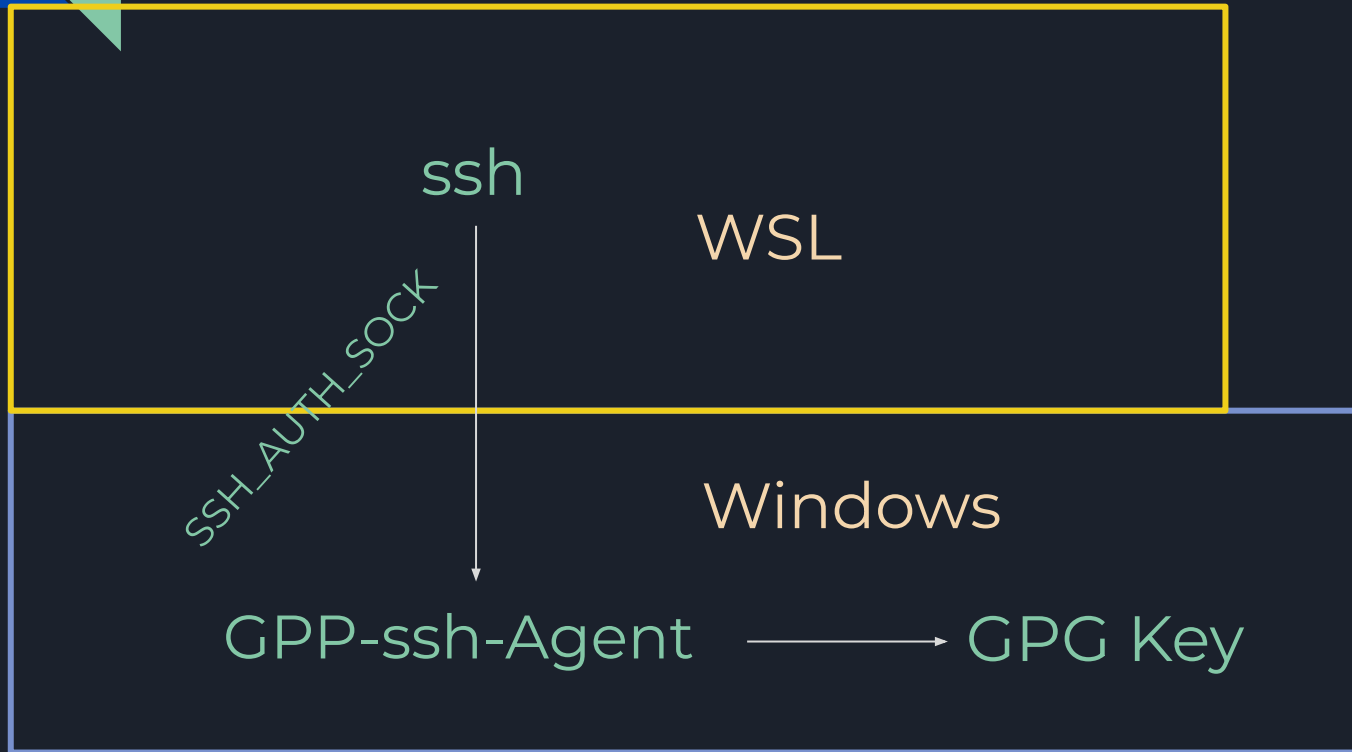 ssh
WSL
SSH_AUTH_SOCK
Windows
GPP-ssh-Agent
GPG Key